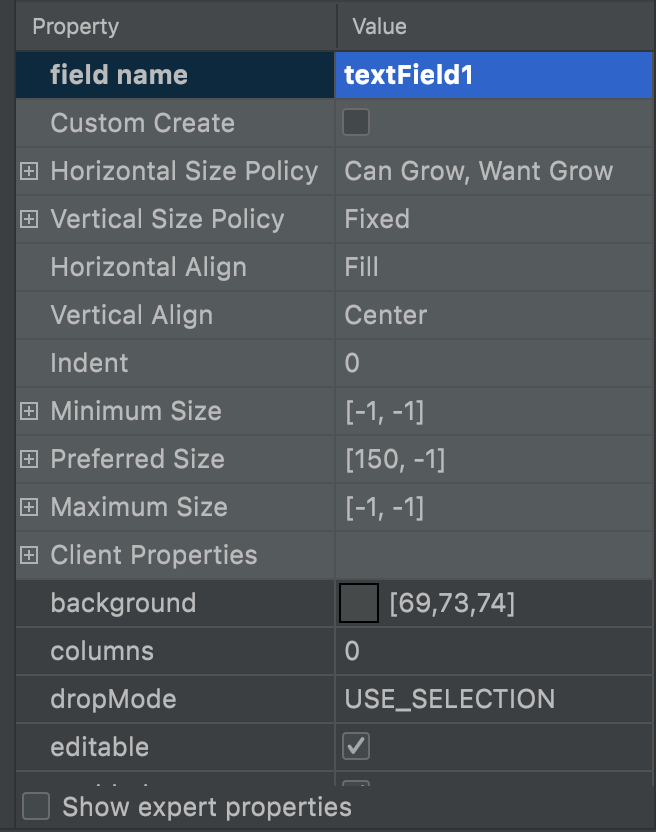 Property Value
field name textField1
Custom Create
Horizontal Size Policy Can Grow, Want Grow
Vertical Size Policy Fixed
Horizontal Align Fill
Vertical Align Center
Indent 0
Minimum Size [-1, -1]
Preferred Size [150, -1]
Maximum Size [-1, -1]
Client Properties
background [69,73,74]
columns 0
dropMode USE_SELECTION
editable
Show expert properties